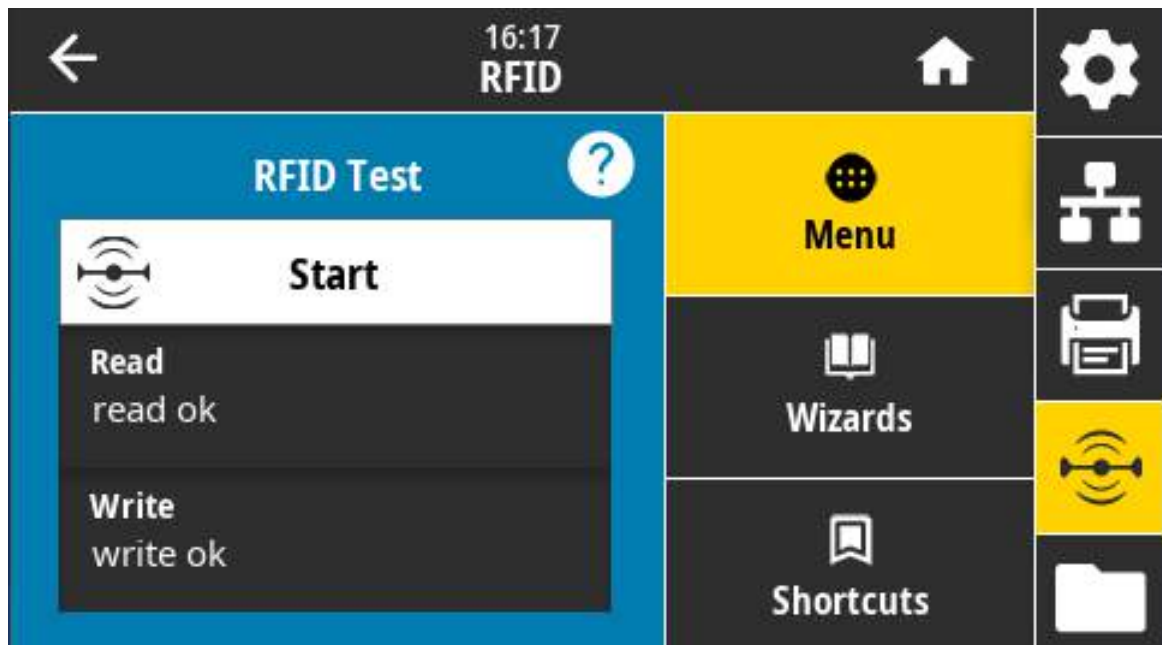 16:17
RFID
RFID Test
?
Start
Read
read ok
Write
write ok
Menu
Wizards
Shortcuts